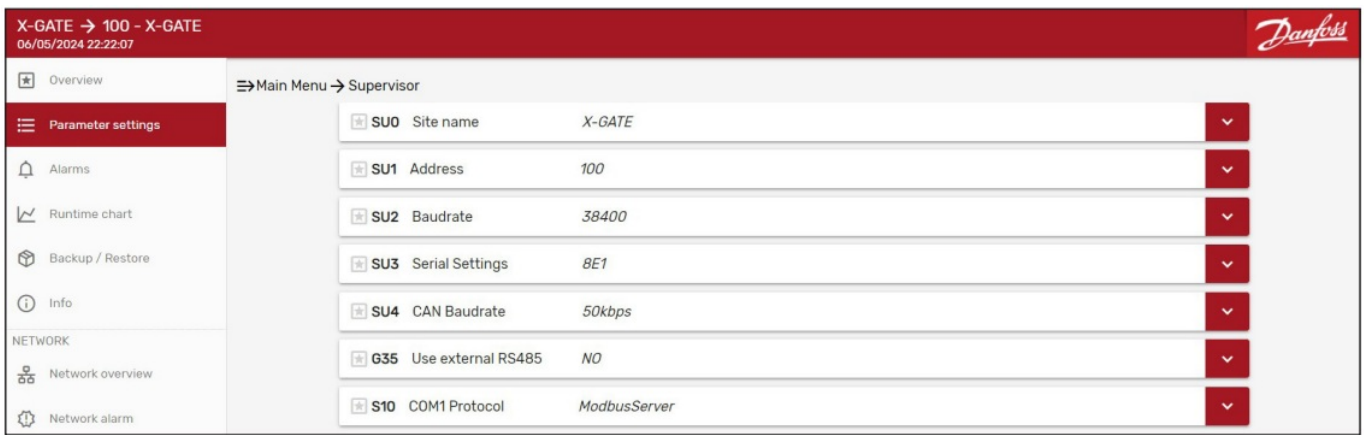 X-GATE → 100 - X-GATE
06/05/2024 22:22:07
Danfoss
Overview
Parameter settings
Alarms
Runtime chart
Backup / Restore
Info
NETWORK
Network overview
Network alarm
Main Menu → Supervisor
SU0 Site name X-GATE
SU1 Address 100
SU2 Baudrate 38400
SU3 Serial Settings 8E1
SU4 CAN Baudrate 50kbps
G35 Use external RS485 NO
S10 COM1 Protocol ModbusServer